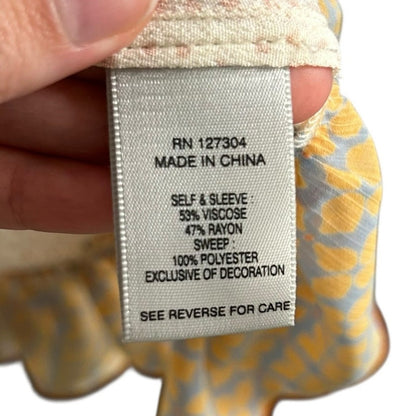 RN 127304
MADE IN CHINA
SELF & SLEEVE:
53% VISCOSE
47% RAYON
SWEEP:
100% POLYESTER
EXCLUSIVE OF DECORATION
SEE REVERSE FOR CARE